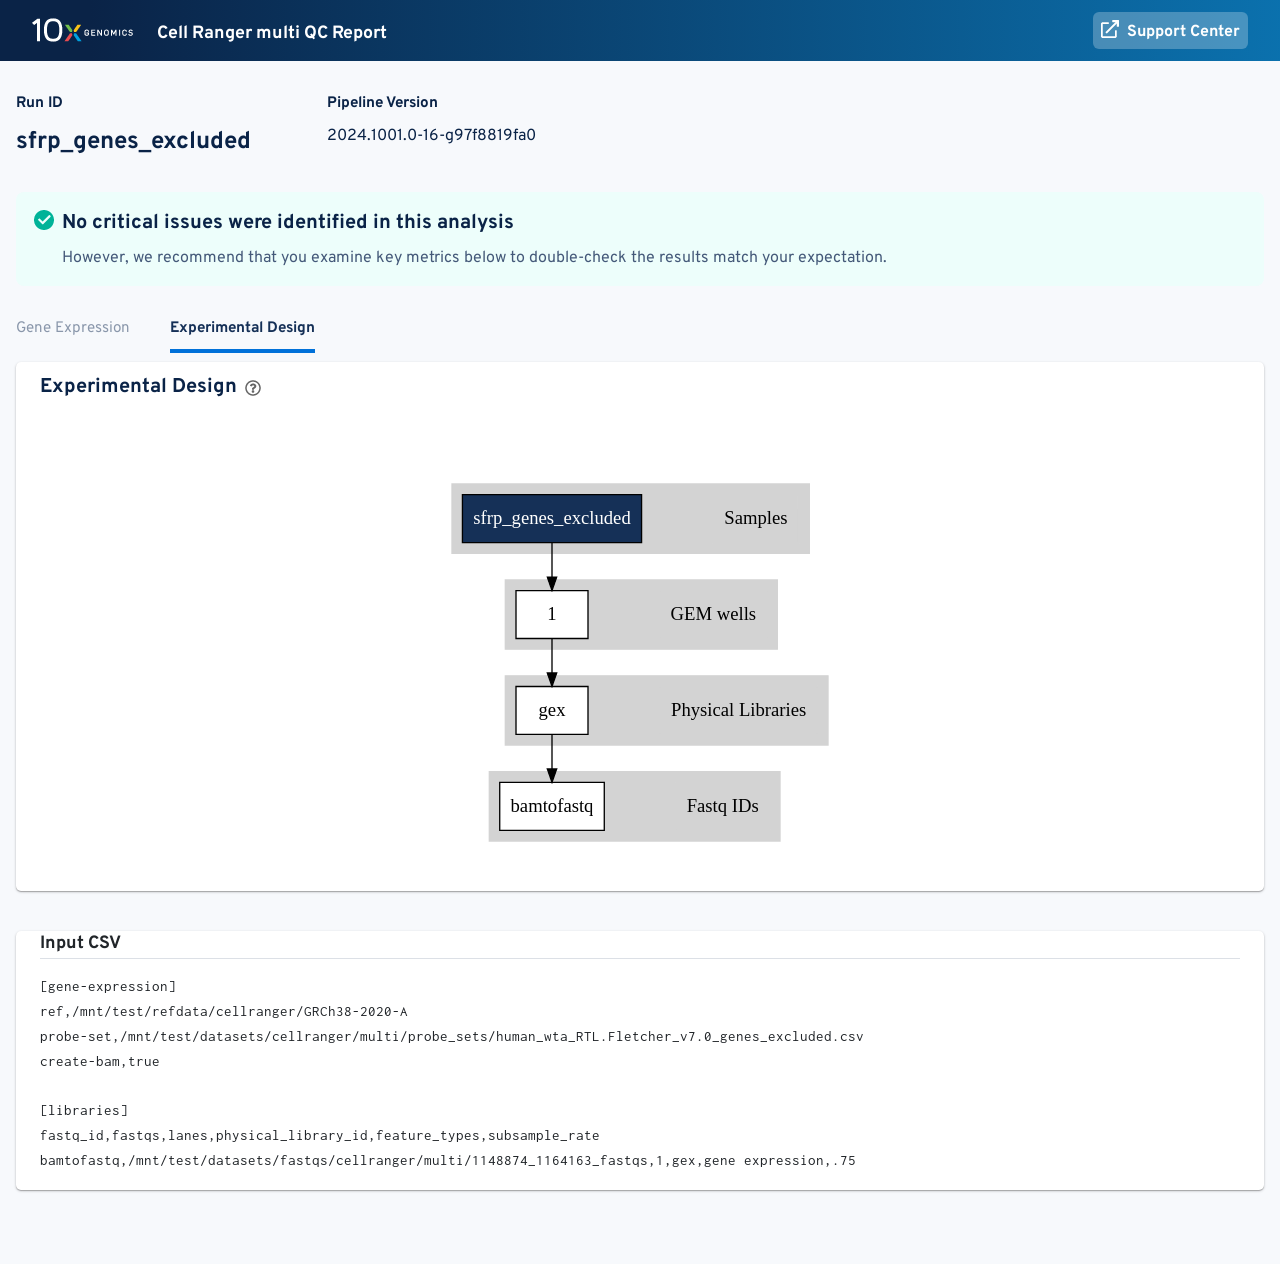 10x GENOMICS Cell Ranger multi QC Report Support Center
Run ID Pipeline Version
sfrp_genes_excluded 2024.1001.0-16-g97f8819fa0
No critical issues were identified in this analysis
However, we recommend that you examine key metrics below to double-check the results match your expectation.
Gene Expression Experimental Design
Experimental Design ?
sfrp_genes_excluded Samples
1 GEM wells
gex Physical Libraries
bamtofastq Fastq IDs
Input CSV
[gene-expression]
ref,/mnt/test/refdata/cellranger/GRCh38-2020-A
probe-set,/mnt/test/datasets/cellranger/multi/probe_sets/human_wta_RTL.Fletcher_v7.0_genes_excluded.csv
create-bam,true
[libraries]
fastq_id,fastqs,lanes,physical_library_id,feature_types,subsample_rate
bamtofastq,/mnt/test/datasets/fastqs/cellranger/multi/1148874_1164163_fastqs,1,gex,gene expression,.75